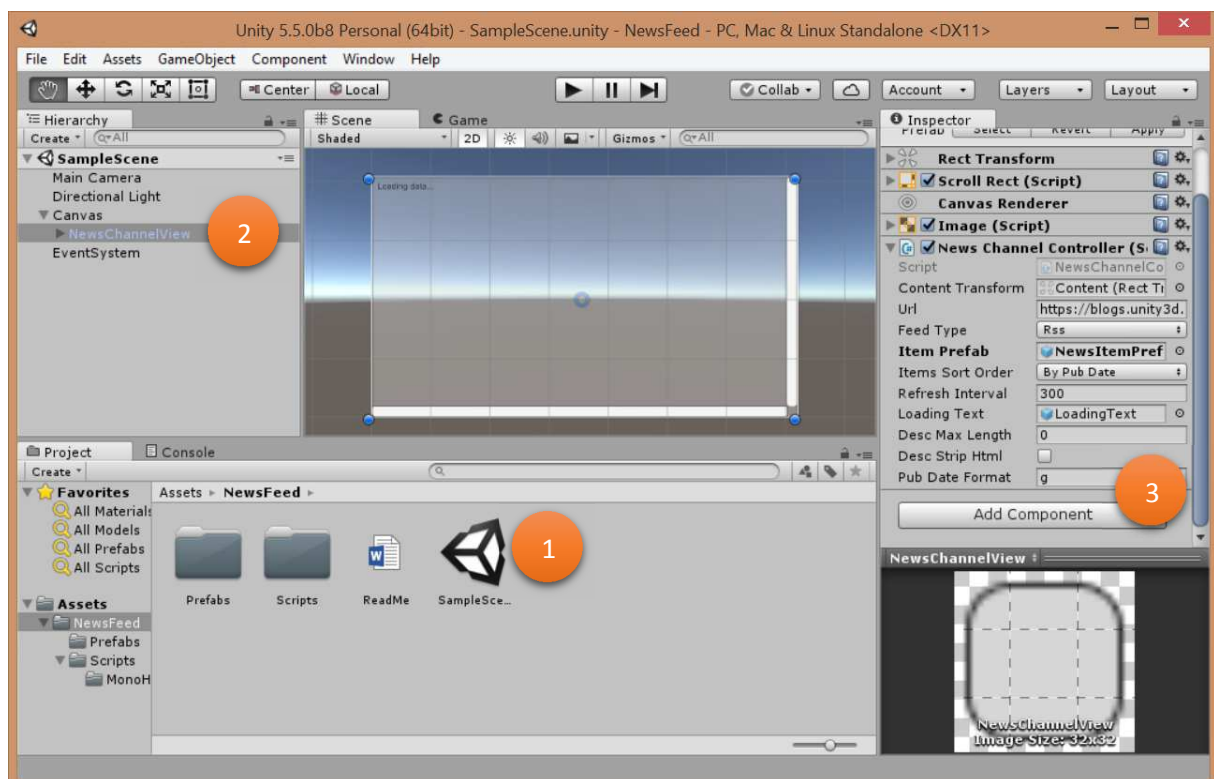 Unity 5.5.0b8 Personal (64bit) - SampleScene.unity - NewsFeed - PC, Mac & Linux Standalone <DX11>
File Edit Assets GameObject Component Window Help
Center Local Collab Account Layers Layout
Hierarchy
Create All
SampleScene
Main Camera
Directional Light
Canvas
NewsChannelView
EventSystem
2
Scene Game
Shaded 2D Gizmos All
Loading data...
Inspector
Prefab Select Revert Apply
Rect Transform
Scroll Rect (Script)
Canvas Renderer
Image (Script)
News Channel Controller (S
Script NewsChannelCo
Content Transform Content (Rect Tr
Url https://blogs.unity3d.
Feed Type Rss
Item Prefab NewsItemPref
Items Sort Order By Pub Date
Refresh Interval 300
Loading Text LoadingText
Desc Max Length 0
Desc Strip Html
Pub Date Format g
3
Add Component
Project Console
Create
Favorites
All Materials
All Models
All Prefabs
All Scripts
Assets
NewsFeed
Prefabs
Scripts
MonoH
Assets NewsFeed
1
Prefabs Scripts ReadMe SampleSce...
NewsChannelView
NewsChannelView
Image Size: 32x32